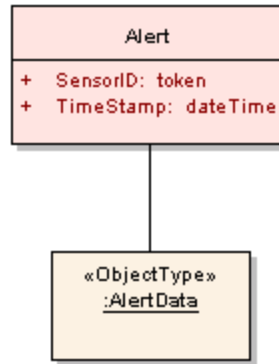 Alert
+ SensorID: token
+ TimeStamp: dateTime
«ObjectType»
:AlertData